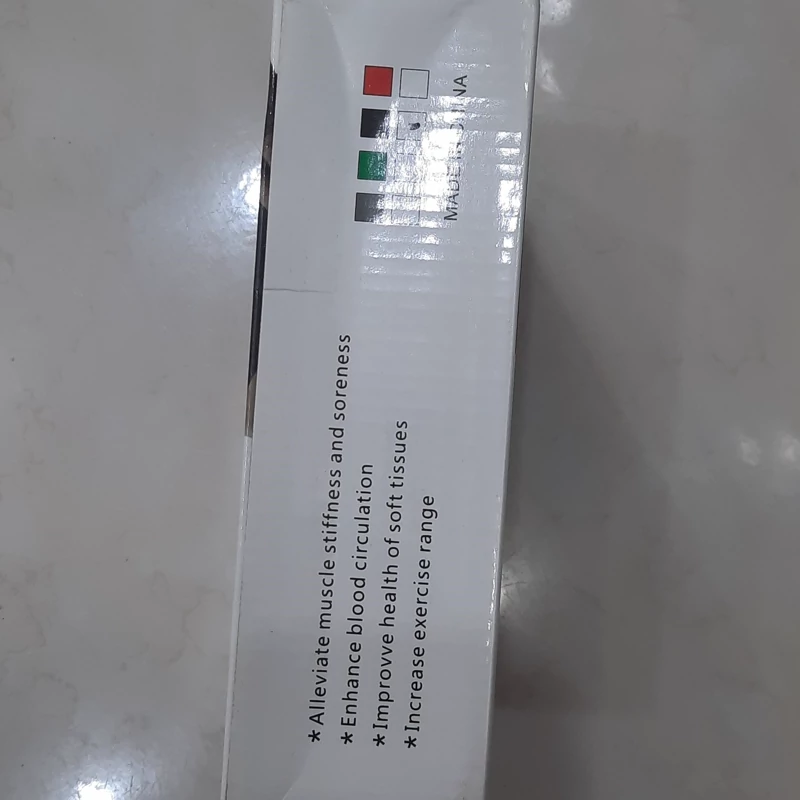 * Alleviate muscle stiffness and soreness
* Enhance blood circulation
* Improvve health of soft tissues
* Increase exercise range
MADE IN CHINA